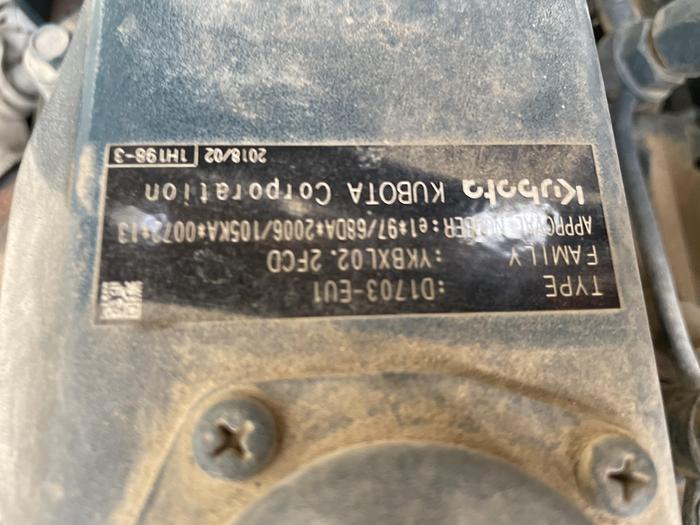 TYPE :D1703-EU1
FAMILY :YKBXL02.2FCD
APPROVAL NUMBER:e1*97/68DA*2006/105KA*0072*13
Kubota KUBOTA Corporation
2018/02 1H198-3